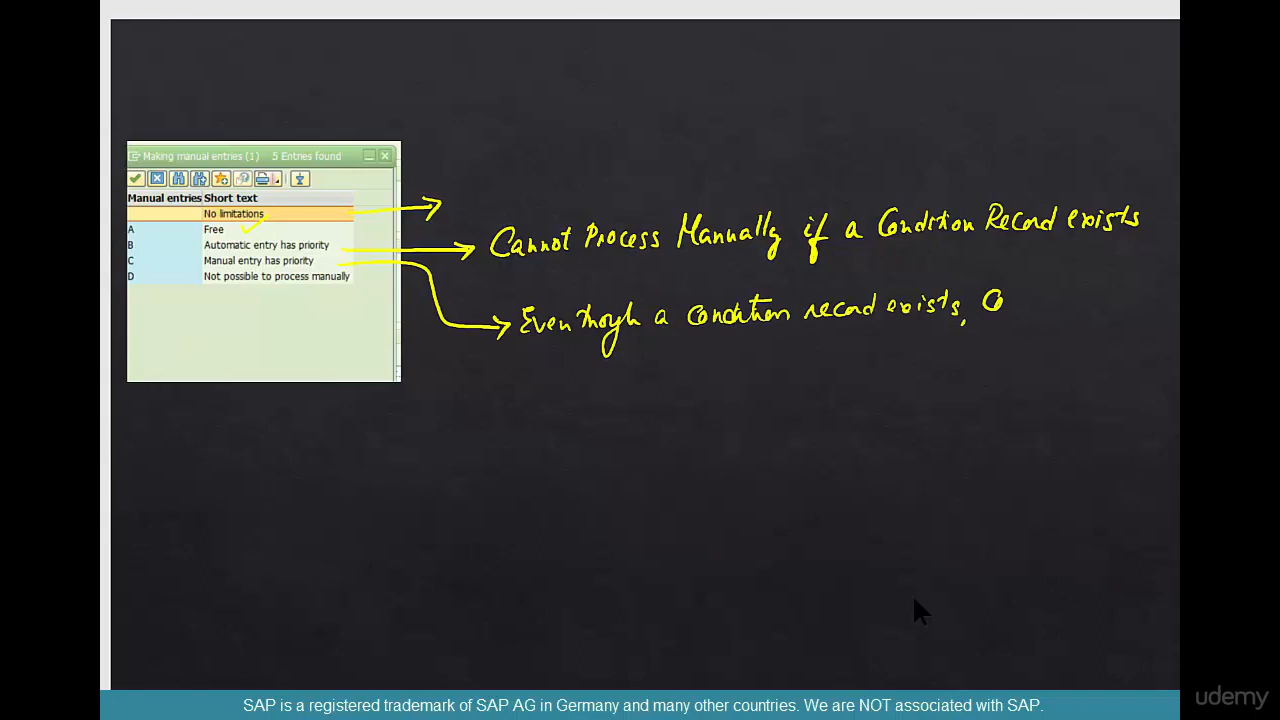 Making manual entries (1) 5 Entries found
Manual entries Short text
No limitations
A Free
B Automatic entry has priority
C Manual entry has priority
D Not possible to process manually
Cannot Process Manually if a Condition Record exists
Even though a Condition record exists, C
SAP is a registered trademark of SAP AG in Germany and many other countries. We are NOT associated with SAP.
udemy